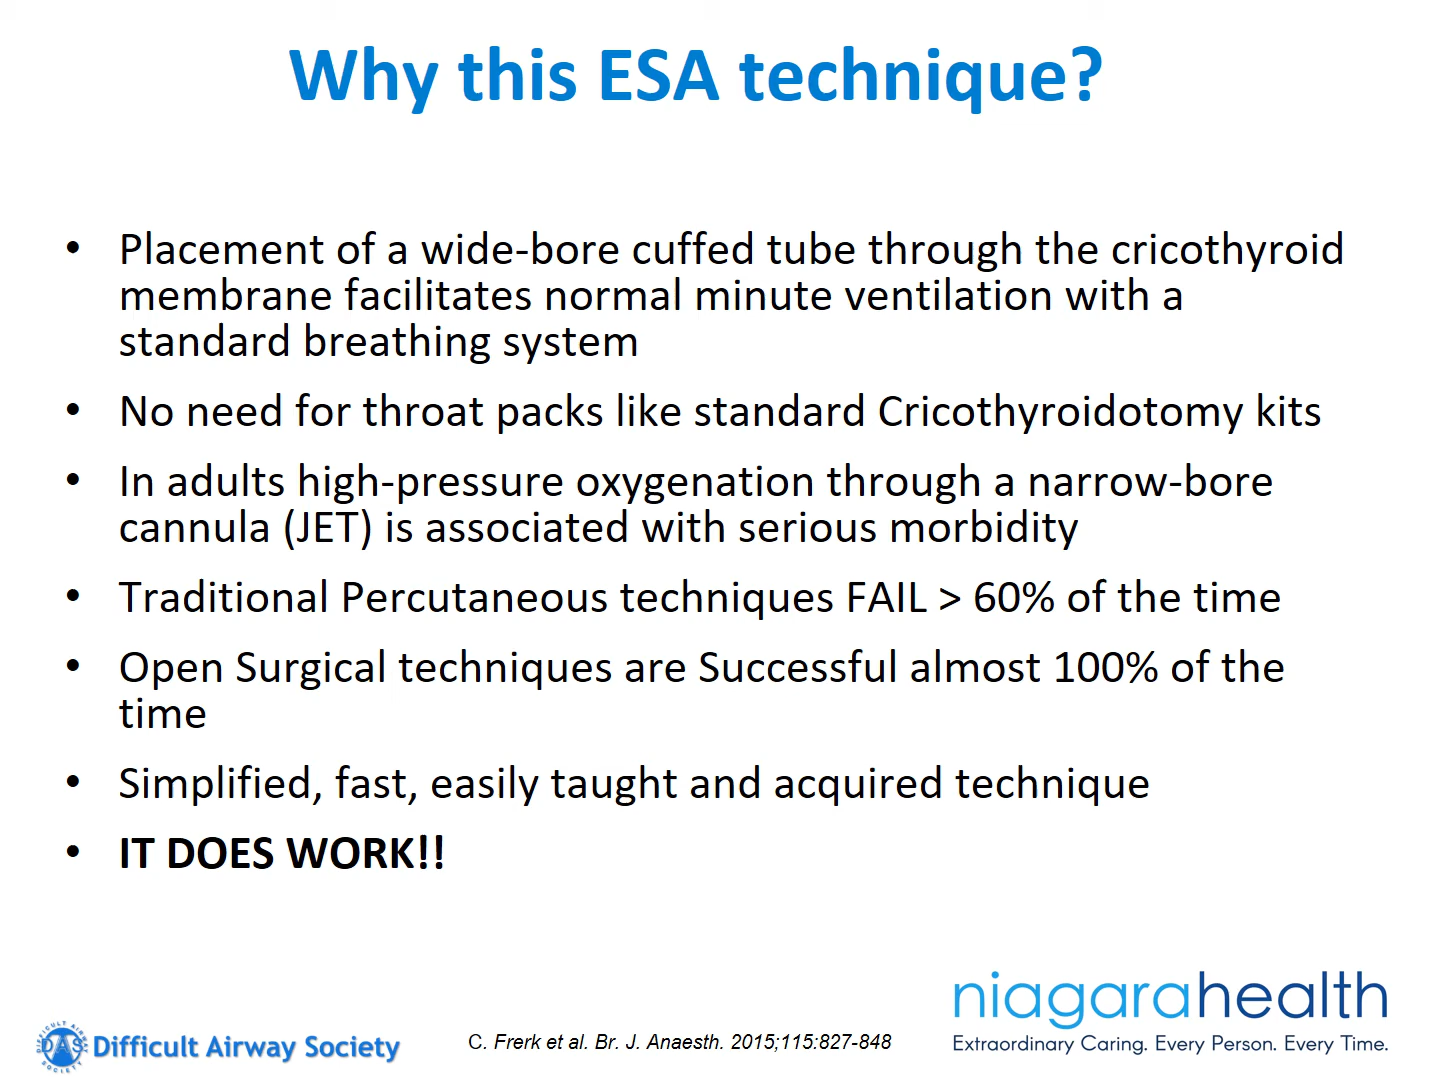 Why this ESA technique?
• Placement of a wide-bore cuffed tube through the cricothyroid
membrane facilitates normal minute ventilation with a
standard breathing system
• No need for throat packs like standard Cricothyroidotomy kits
• In adults high-pressure oxygenation through a narrow-bore
cannula (JET) is associated with serious morbidity
• Traditional Percutaneous techniques FAIL > 60% of the time
• Open Surgical techniques are Successful almost 100% of the
time
• Simplified, fast, easily taught and acquired technique
• IT DOES WORK!!
DIFFICULT AIRWAY
DAS
SOCIETY
Difficult Airway Society
C. Frerk et al. Br. J. Anaesth. 2015;115:827-848
niagarahealth
Extraordinary Caring. Every Person. Every Time.